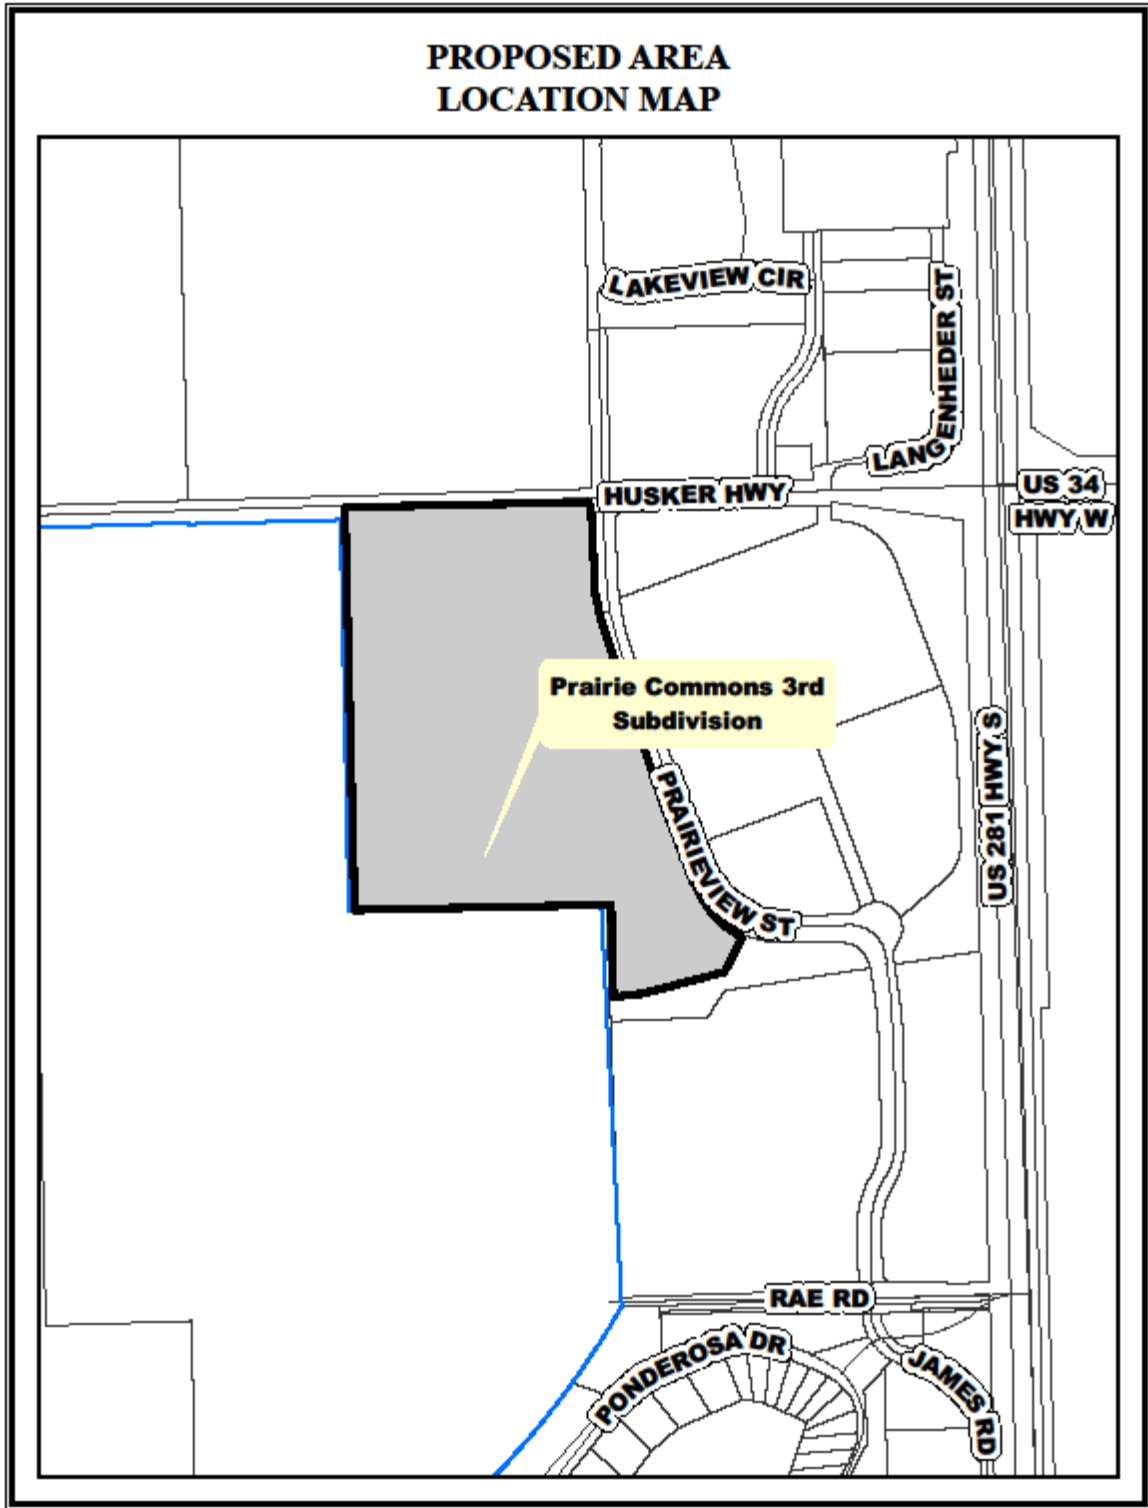 PROPOSED AREA
LOCATION MAP
LAKEVIEW CIR
LANGENHEDER ST
HUSKER HWY
US 34
HWY W
Prairie Commons 3rd
Subdivision
PRAIRIEVIEW ST
US 281 HWY S
RAE RD
PONDEROSA DR
JAMES RD